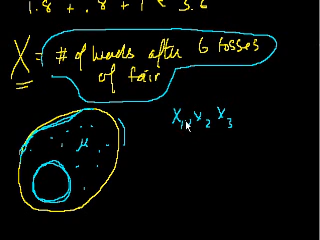 1.8 + .8 + 1 < 3.6
X = # of heads after 6 tosses
of fair
μ
X₁, X₂ X₃